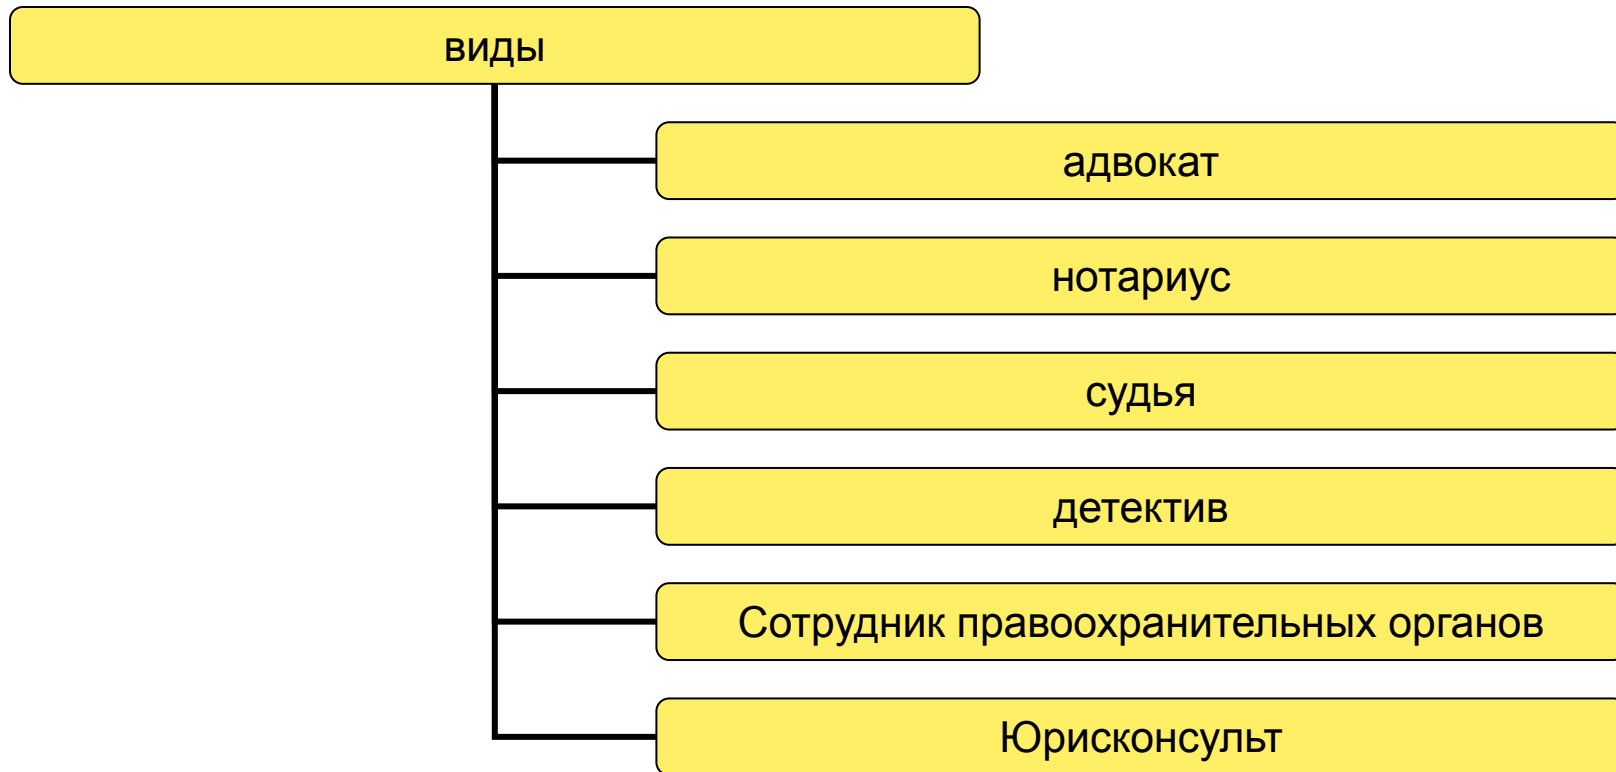 виды
адвокат
нотариус
судья
детектив
Сотрудник правоохранительных органов
Юрисконсульт